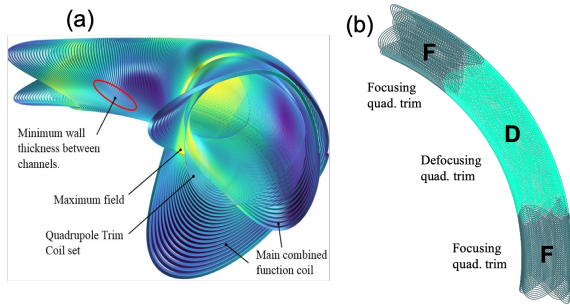 (a)
Minimum wall
thickness between
channels.
Maximum field
Quadrupole Trim
Coil set
Main combined
function coil
(b)
F
Focusing
quad. trim
D
Defocusing
quad. trim
Focusing
quad. trim
F